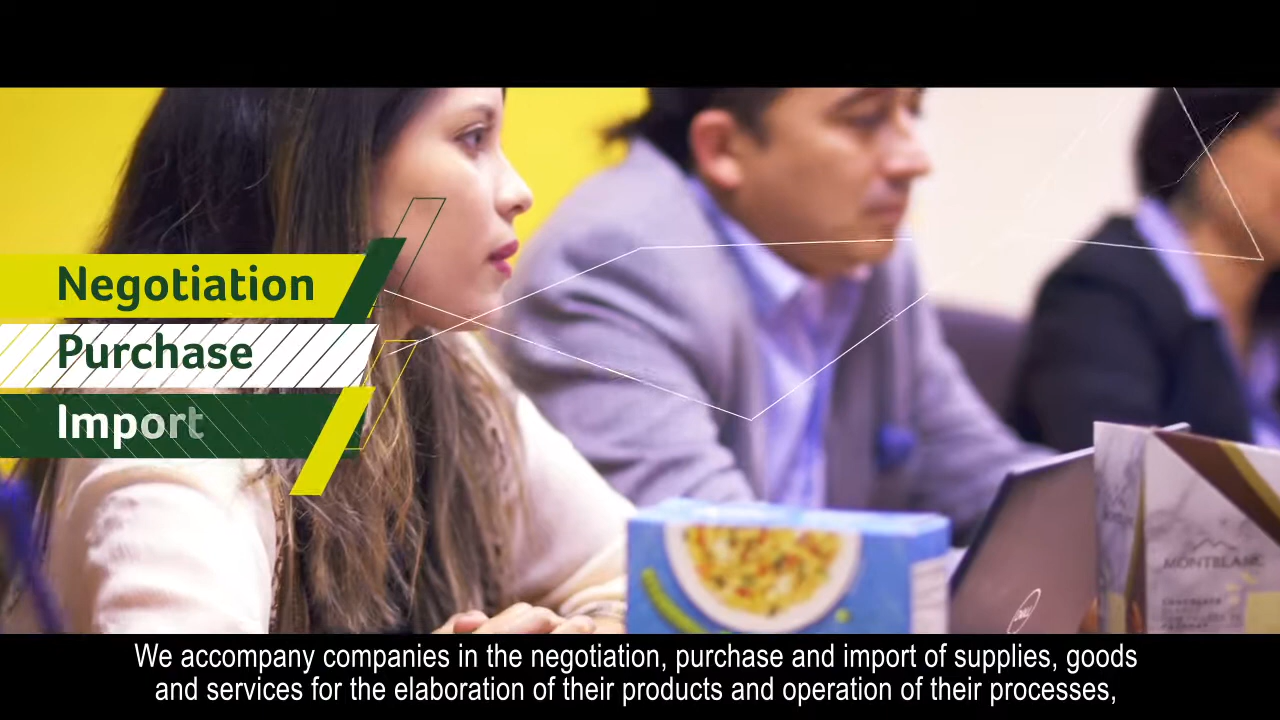 Negotiation
Purchase
Import
MONTBLANC
We accompany companies in the negotiation, purchase and import of supplies, goods
and services for the elaboration of their products and operation of their processes,